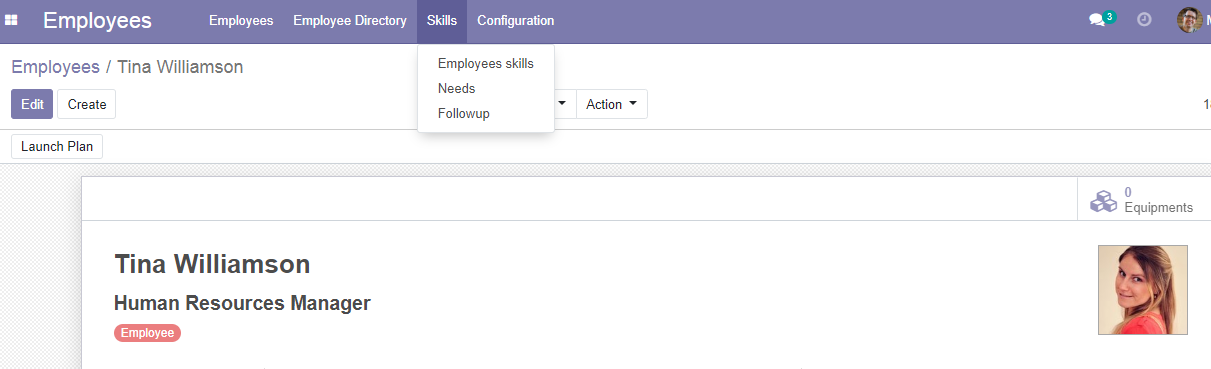 Employees Employees Employee Directory Skills Configuration 3
Employees / Tina Williamson
Employees skills
Needs
Followup
Edit Create Action
Launch Plan
0
Equipments
Tina Williamson
Human Resources Manager
Employee